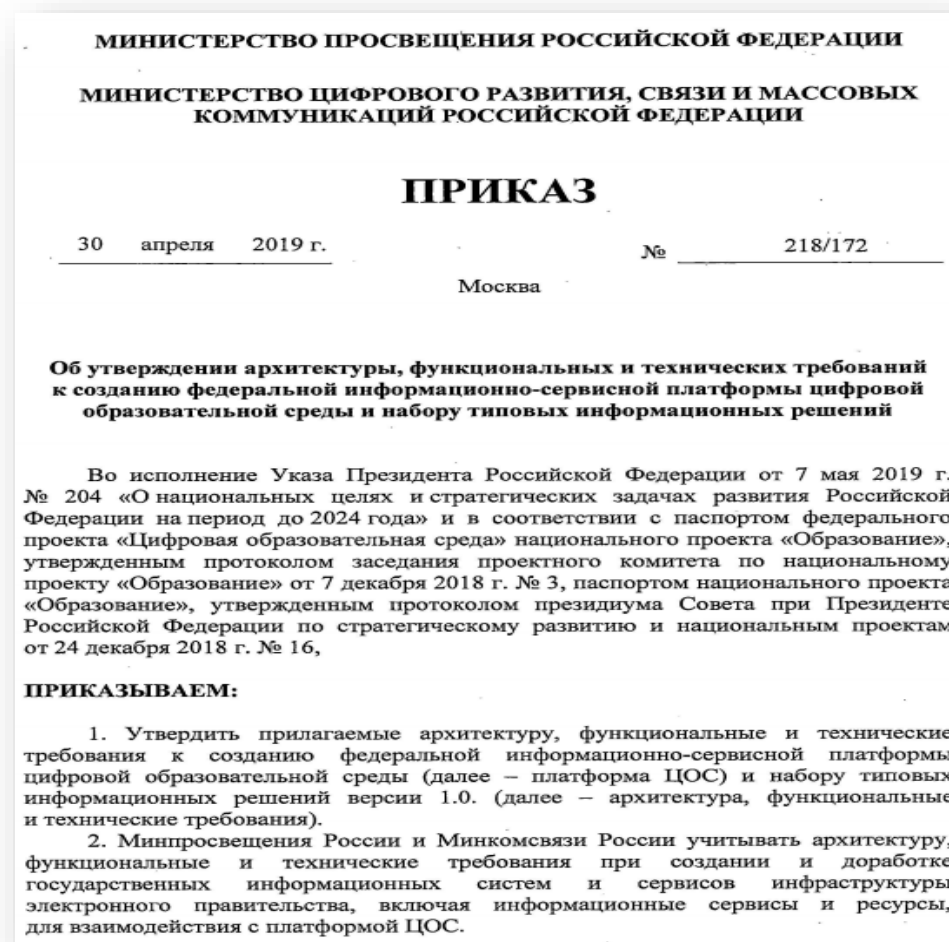 МИНИСТЕРСТВО ПРОСВЕЩЕНИЯ РОССИЙСКОЙ ФЕДЕРАЦИИ
МИНИСТЕРСТВО ЦИФРОВОГО РАЗВИТИЯ, СВЯЗИ И МАССОВЫХ
КОММУНИКАЦИЙ РОССИЙСКОЙ ФЕДЕРАЦИИ
ПРИКАЗ
30 апреля 2019 г. № 218/172
Москва
Об утверждении архитектуры, функциональных и технических требований
к созданию федеральной информационно-сервисной платформы цифровой
образовательной среды и набору типовых информационных решений
Во исполнение Указа Президента Российской Федерации от 7 мая 2019 г.
№ 204 «О национальных целях и стратегических задачах развития Российской
Федерации на период до 2024 года» и в соответствии с паспортом федерального
проекта «Цифровая образовательная среда» национального проекта «Образование»,
утвержденным протоколом заседания проектного комитета по национальному
проекту «Образование» от 7 декабря 2018 г. № 3, паспортом национального проекта
«Образование», утвержденным протоколом президиума Совета при Президенте
Российской Федерации по стратегическому развитию и национальным проектам
от 24 декабря 2018 г. № 16,
ПРИКАЗЫВАЕМ:
1. Утвердить прилагаемые архитектуру, функциональные и технические
требования к созданию федеральной информационно-сервисной платформы
цифровой образовательной среды (далее – платформа ЦОС) и набору типовых
информационных решений версии 1.0. (далее – архитектура, функциональные
и технические требования).
2. Минпросвещения России и Минкомсвязи России учитывать архитектуру,
функциональные и технические требования при создании и доработке
государственных информационных систем и сервисов инфраструктуры
электронного правительства, включая информационные сервисы и ресурсы,
для взаимодействия с платформой ЦОС.